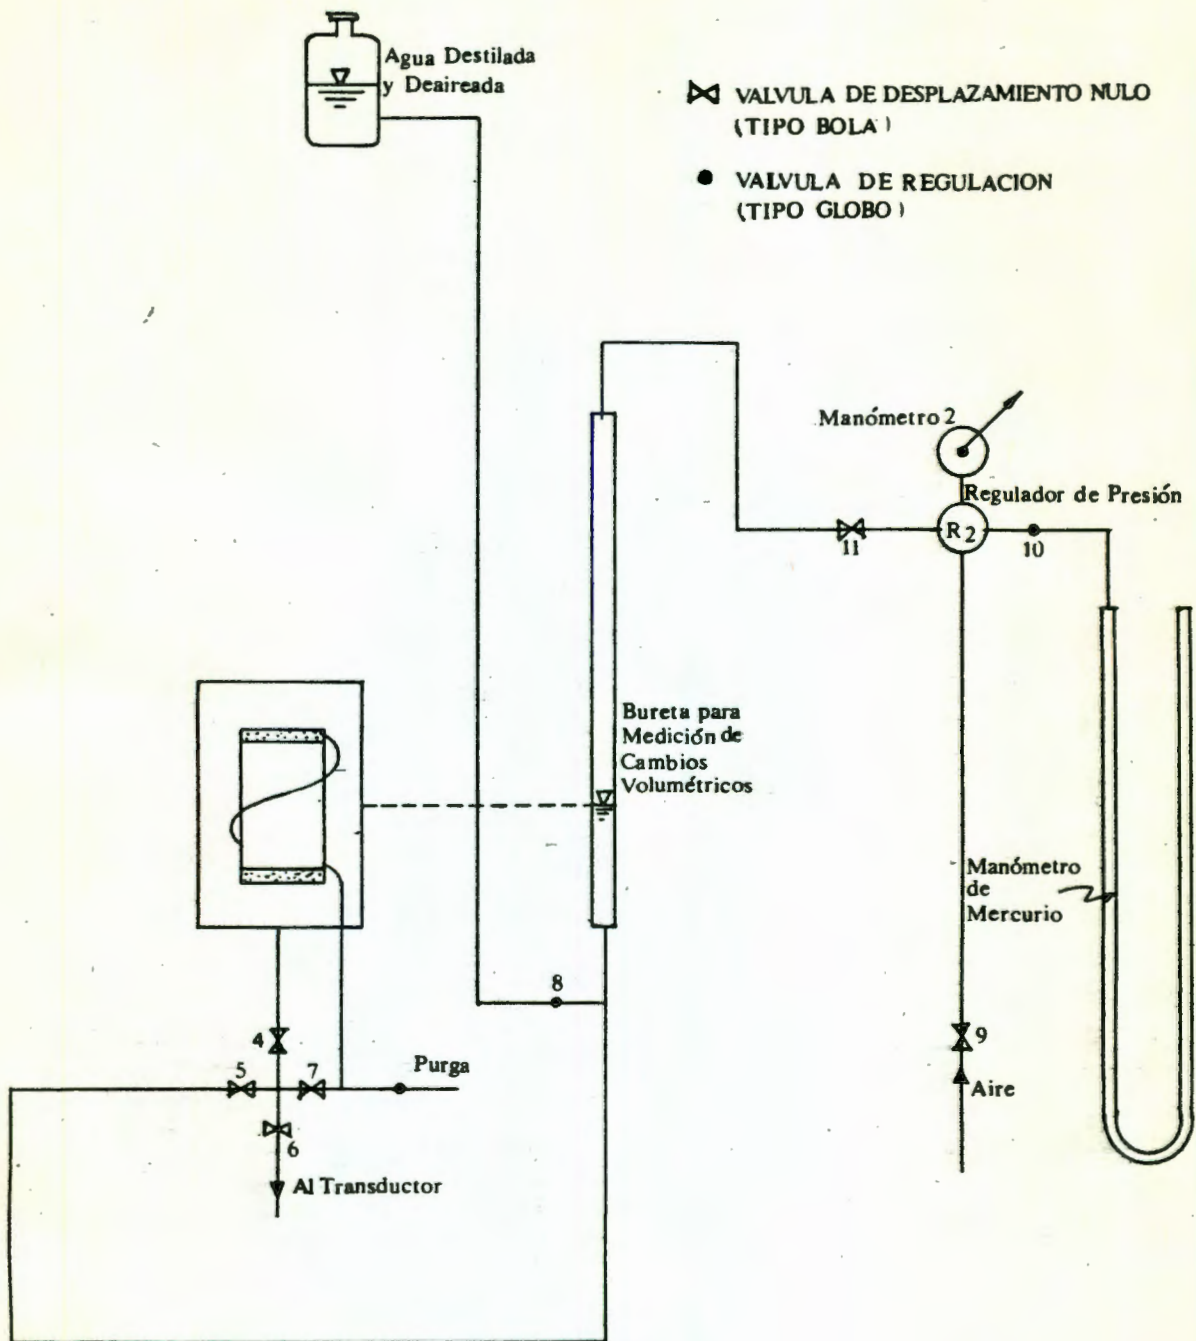 Agua Destilada
y Deaireada
VALVULA DE DESPLAZAMIENTO NULO
(TIPO BOLA)
VALVULA DE REGULACION
(TIPO GLOBO)
Manómetro 2
Regulador de Presión
R2
11
10
Bureta para
Medición de
Cambios
Volumétricos
Manómetro
de
Mercurio
8
4
9
5
7
Purga
Aire
6
Al Transductor